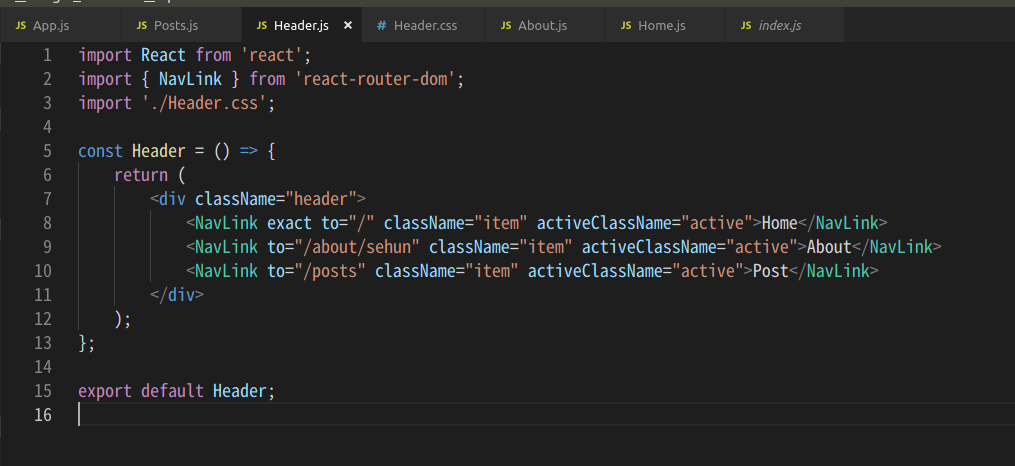 JS App.js JS Posts.js JS Header.js × # Header.css JS About.js JS Home.js JS index.js
1 import React from 'react';
2 import { NavLink } from 'react-router-dom';
3 import './Header.css';
4
5 const Header = () => {
6 return (
7 <div className="header">
8 <NavLink exact to="/" className="item" activeClassName="active">Home</NavLink>
9 <NavLink to="/about/sehun" className="item" activeClassName="active">About</NavLink>
10 <NavLink to="/posts" className="item" activeClassName="active">Post</NavLink>
11 </div>
12 );
13 };
14
15 export default Header;
16